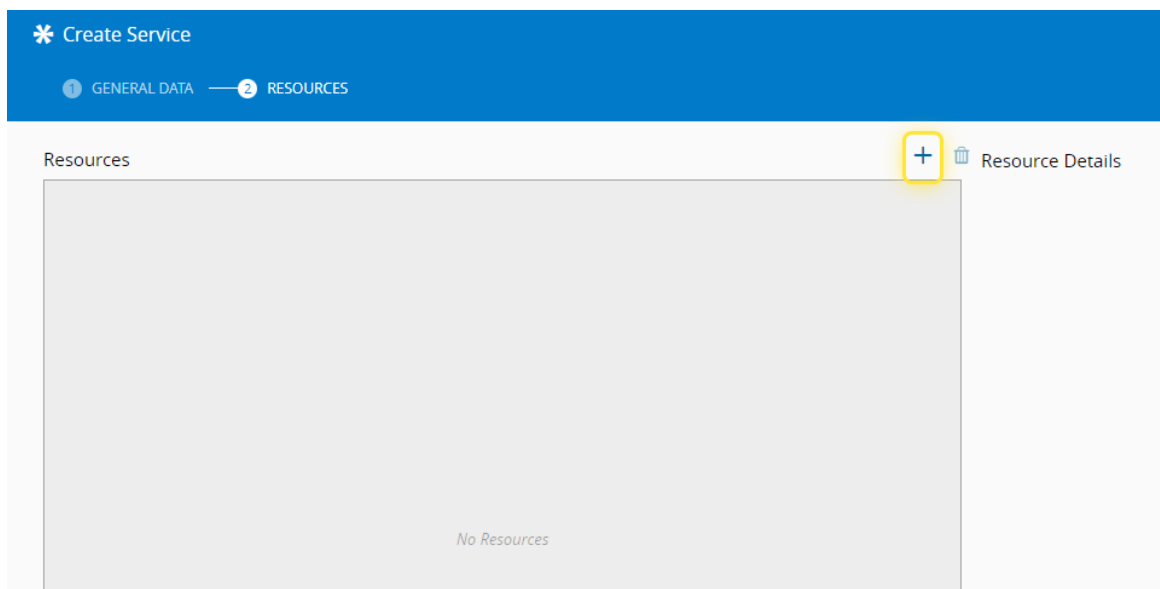 Create Service
1 GENERAL DATA 2 RESOURCES
Resources
Resource Details
No Resources